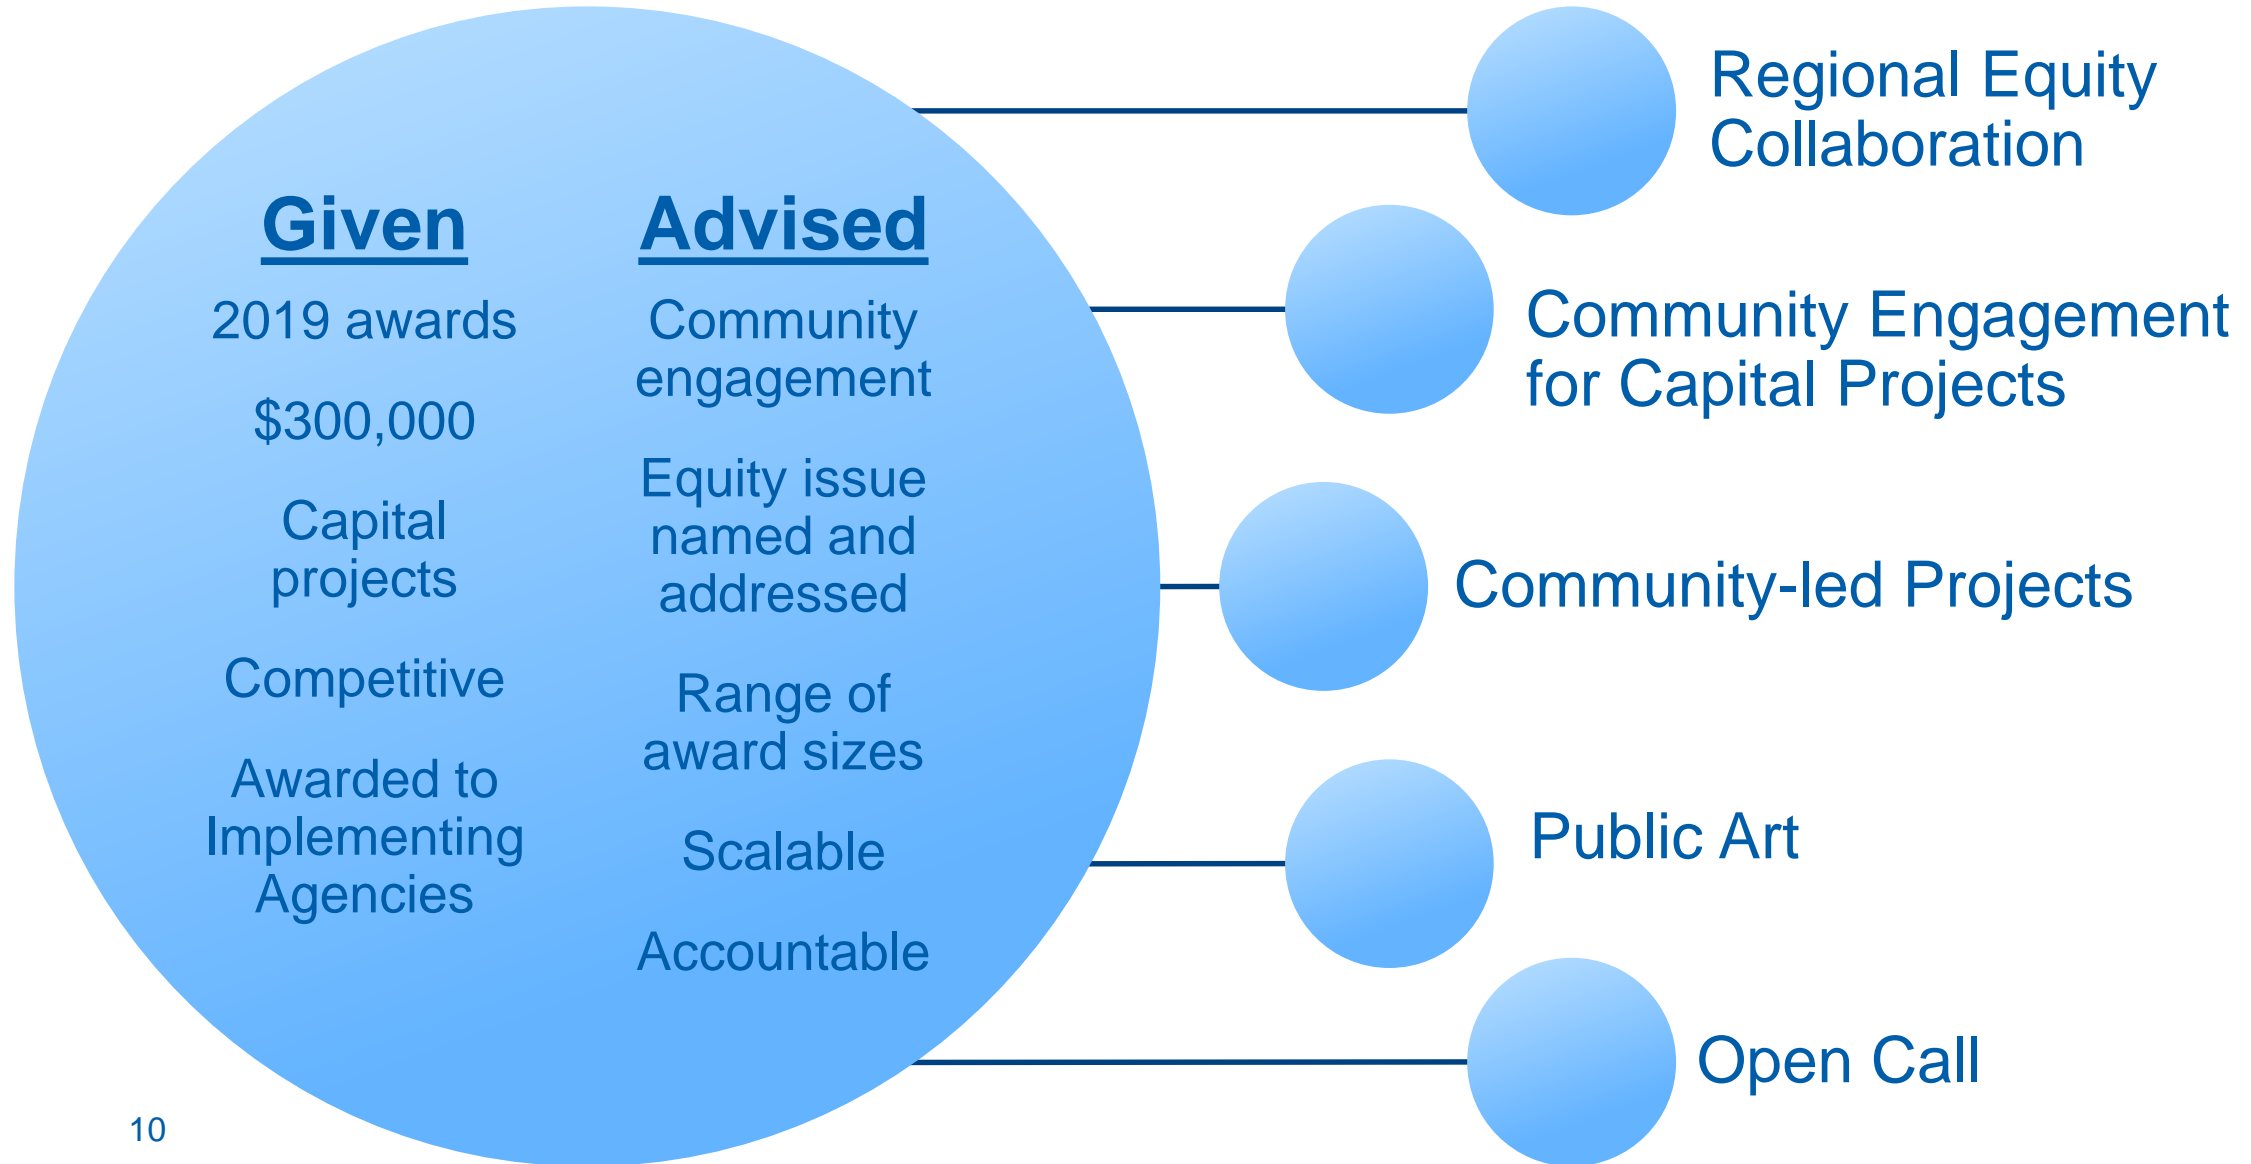 Given
2019 awards
$300,000
Capital
projects
Competitive
Awarded to
Implementing
Agencies
Advised
Community
engagement
Equity issue
named and
addressed
Range of
award sizes
Scalable
Accountable
Regional Equity
Collaboration
Community Engagement
for Capital Projects
Community-led Projects
Public Art
Open Call
10